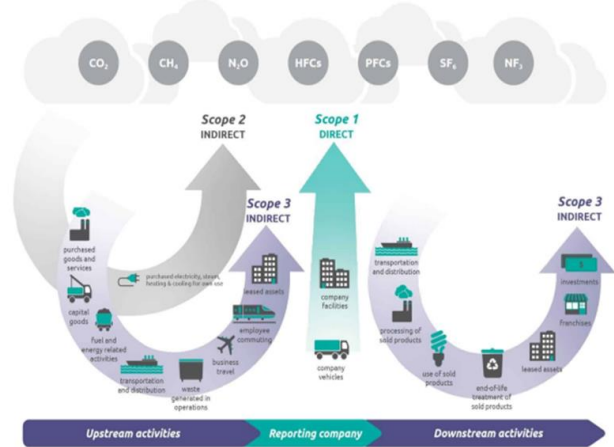 CO₂
CH₄
N₂O
HFCs
PFCs
SF₆
NF₃
Scope 2
INDIRECT
Scope 1
DIRECT
Scope 3
INDIRECT
Scope 3
INDIRECT
purchased
goods and
services
capital
goods
fuel and
energy related
activities
transportation
and distribution
waste
generated in
operations
business
travel
employee
commuting
leased assets
purchased electricity, steam,
heating & cooling for own use
company
facilities
company
vehicles
transportation
and distribution
processing of
sold products
use of sold
products
end-of-life
treatment of
sold products
leased assets
franchises
investments
Upstream activities
Reporting company
Downstream activities